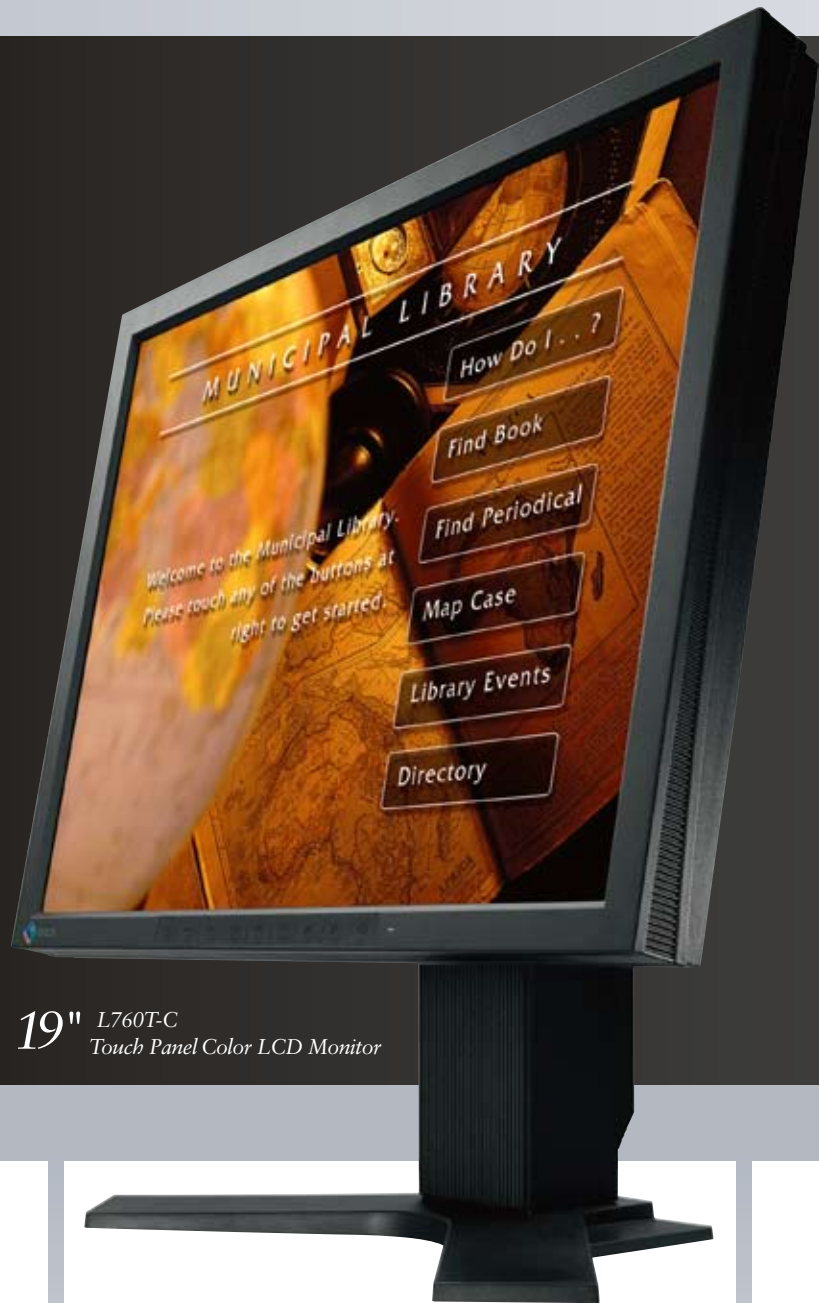 MUNICIPAL LIBRARY
How Do I . . ?
Find Book
Find Periodical
Map Case
Library Events
Directory
Welcome to the Municipal Library.
Please touch any of the buttons at
right to get started.
19" L760T-C
Touch Panel Color LCD Monitor